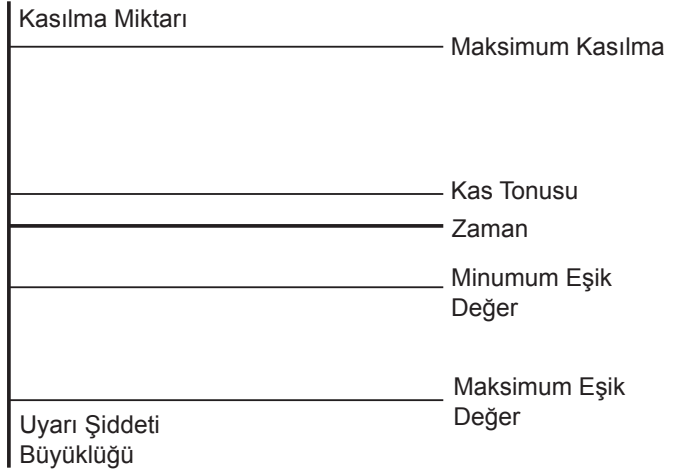 Kasılma Miktarı
Maksimum Kasılma
Kas Tonusu
Zaman
Minumum Eşik
Değer
Maksimum Eşik
Değer
Uyarı Şiddeti
Büyüklüğü